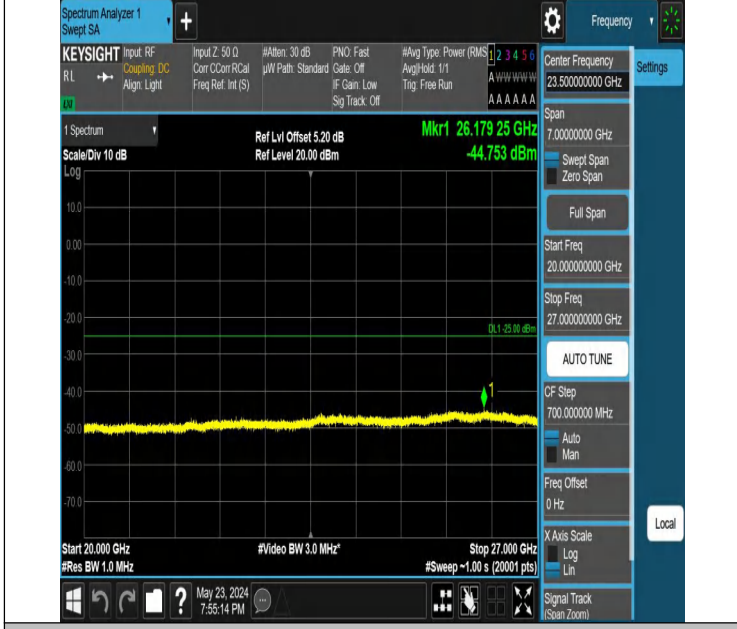 Spectrum Analyzer 1
Swept SA
+
Frequency
KEYSIGHT
RL
LXI
Input: RF
Coupling: DC
Align: Light
Input Z: 50 Ω
Corr CCorr RCal
Freq Ref: Int (S)
#Atten: 30 dB
µW Path: Standard
PNO: Fast
Gate: Off
IF Gain: Low
Sig Track: Off
#Avg Type: Power (RMS
Avg|Hold: 1/1
Trig: Free Run
1 2 3 4 5 6
A W W W W W
A A A A A A
1 Spectrum
Scale/Div 10 dB
Log
Ref Lvl Offset 5.20 dB
Ref Level 20.00 dBm
Mkr1 26.179 25 GHz
-44.753 dBm
10.0
0.00
-10.0
-20.0
DL1 -25.00 dBm
-30.0
-40.0
1
-50.0
-60.0
-70.0
Start 20.000 GHz
#Res BW 1.0 MHz
#Video BW 3.0 MHz*
Stop 27.000 GHz
#Sweep ~1.00 s (20001 pts)
?
May 23, 2024
7:55:14 PM
Center Frequency
23.500000000 GHz
Settings
Span
7.00000000 GHz
Swept Span
Zero Span
Full Span
Start Freq
20.000000000 GHz
Stop Freq
27.000000000 GHz
AUTO TUNE
CF Step
700.000000 MHz
Auto
Man
Freq Offset
0 Hz
X Axis Scale
Log
Lin
Local
Signal Track
(Span Zoom)